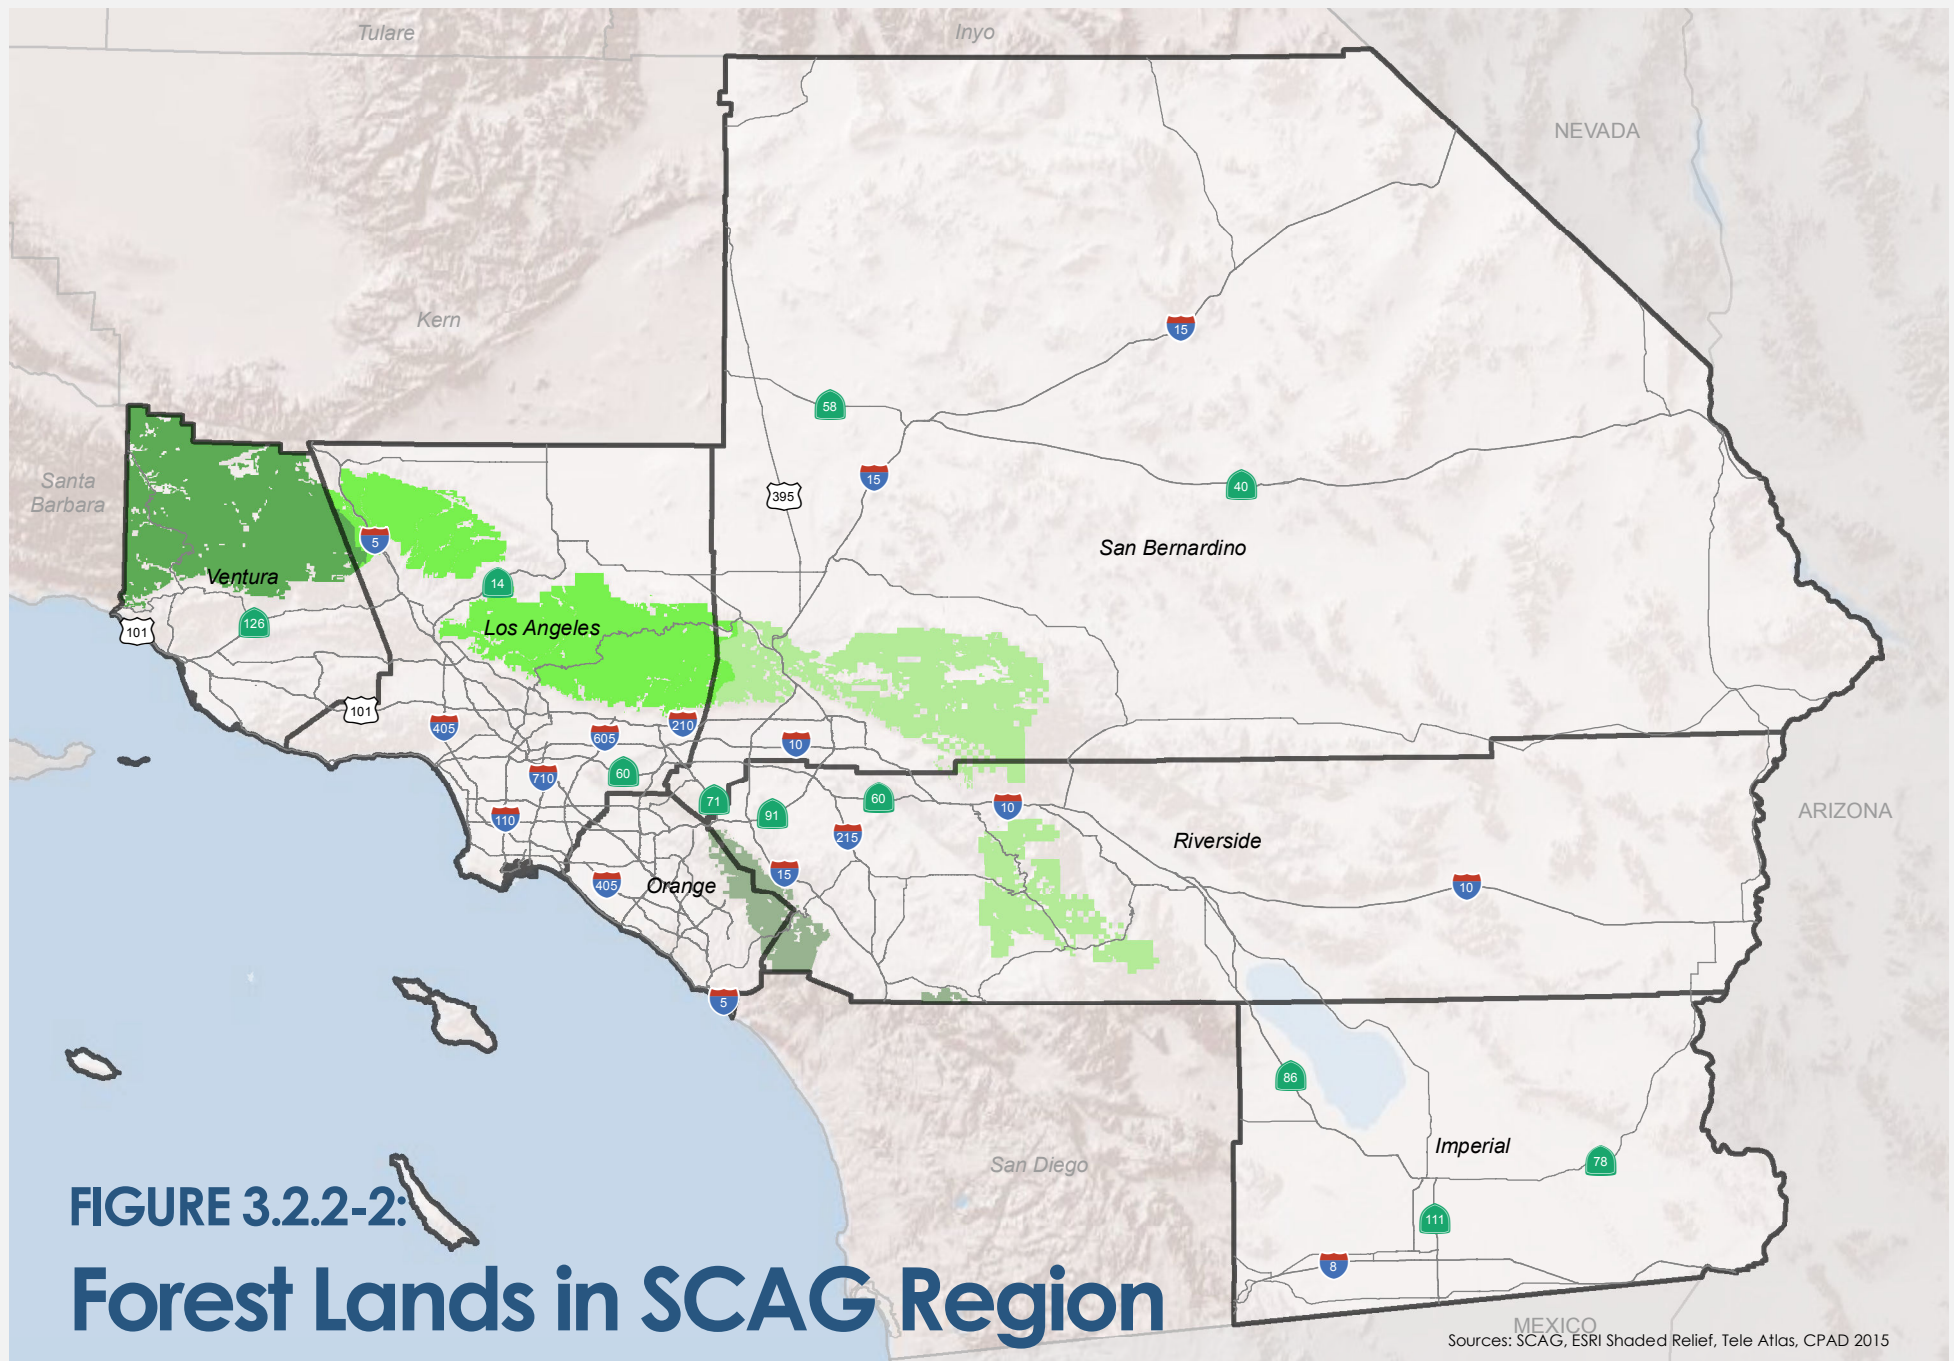 Tulare
Inyo
NEVADA
Kern
15
58
Santa
Barbara
15
395
40
5
San Bernardino
Ventura
14
126
Los Angeles
101
101
405
605
210
10
710
60
71
91
60
10
110
215
ARIZONA
Riverside
15
405
Orange
10
5
86
Imperial
San Diego
78
111
8
FIGURE 3.2.2-2:
Forest Lands in SCAG Region
MEXICO
Sources: SCAG, ESRI Shaded Relief, Tele Atlas, CPAD 2015